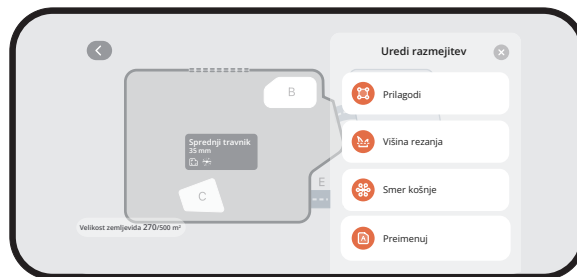 Uredi razmejitev
B
Prilagodi
Sprednji travnik
35 mm
Višina rezanja
E
C
Smer košnje
Velikost zemljevida 270/500 m²
A
Preimenuj